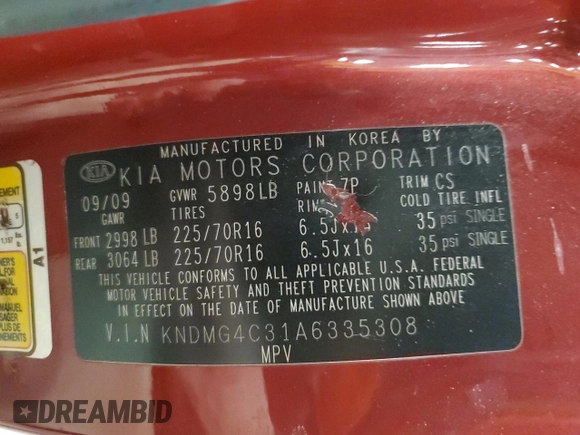 MANUFACTURED IN KOREA BY
KIA KIA MOTORS CORPORATION
09/09 GVWR 5898LB PAINT 7P TRIM CS
GAWR TIRES COLD TIRE INFL
FRONT 2998 LB 225/70R16 6.5Jx16 35 psi SINGLE
REAR 3064 LB 225/70R16 6.5Jx16 35 psi SINGLE
THIS VEHICLE CONFORMS TO ALL APPLICABLE U.S.A. FEDERAL
MOTOR VEHICLE SAFETY AND THEFT PREVENTION STANDARDS
IN EFFECT ON THE DATE OF MANUFACTURE SHOWN ABOVE.
V.I.N KNDMG4C31A6335308
MPV
A1
DREAMBID